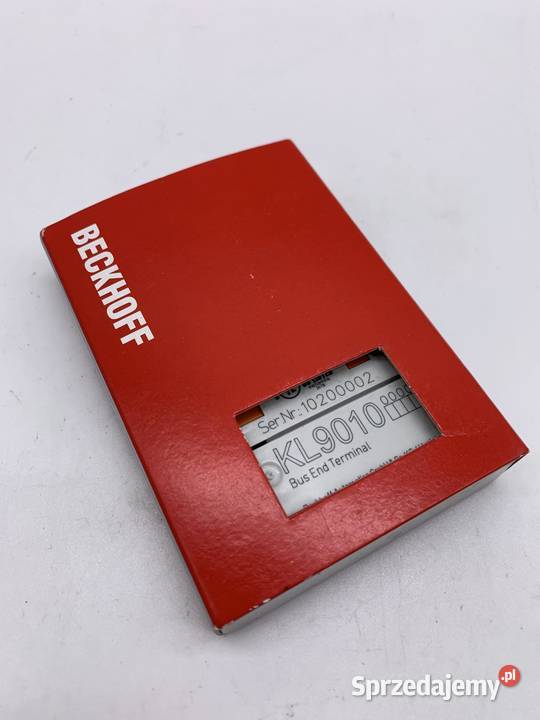 BECKHOFF
Ser.Nr.: 10200002
KL9010
Bus End Terminal
Sprzedajemy.pl